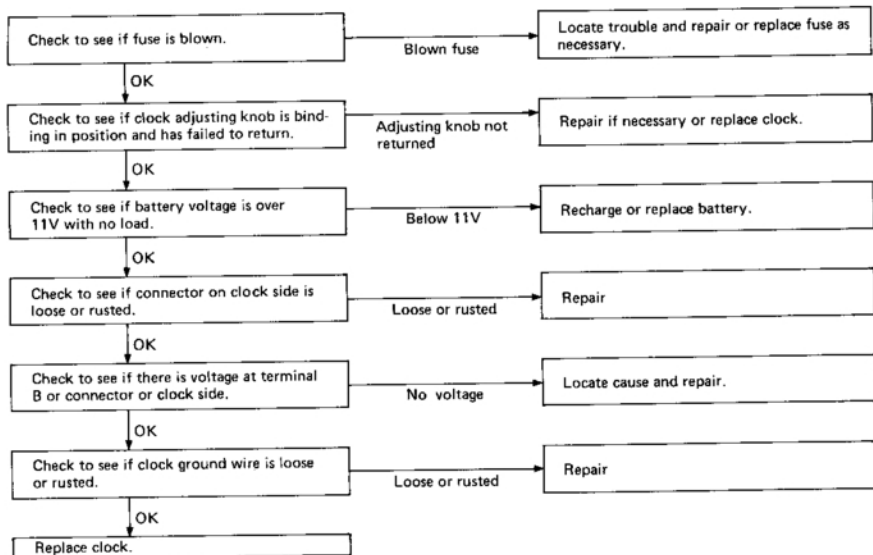 Check to see if fuse is blown.
Blown fuse
Locate trouble and repair or replace fuse as
necessary.
OK
Check to see if clock adjusting knob is bind-
ing in position and has failed to return.
Adjusting knob not
returned
Repair if necessary or replace clock.
OK
Check to see if battery voltage is over
11V with no load.
Below 11V
Recharge or replace battery.
OK
Check to see if connector on clock side is
loose or rusted.
Loose or rusted
Repair
OK
Check to see if there is voltage at terminal
B or connector or clock side.
No voltage
Locate cause and repair.
OK
Check to see if clock ground wire is loose
or rusted.
Loose or rusted
Repair
OK
Replace clock.